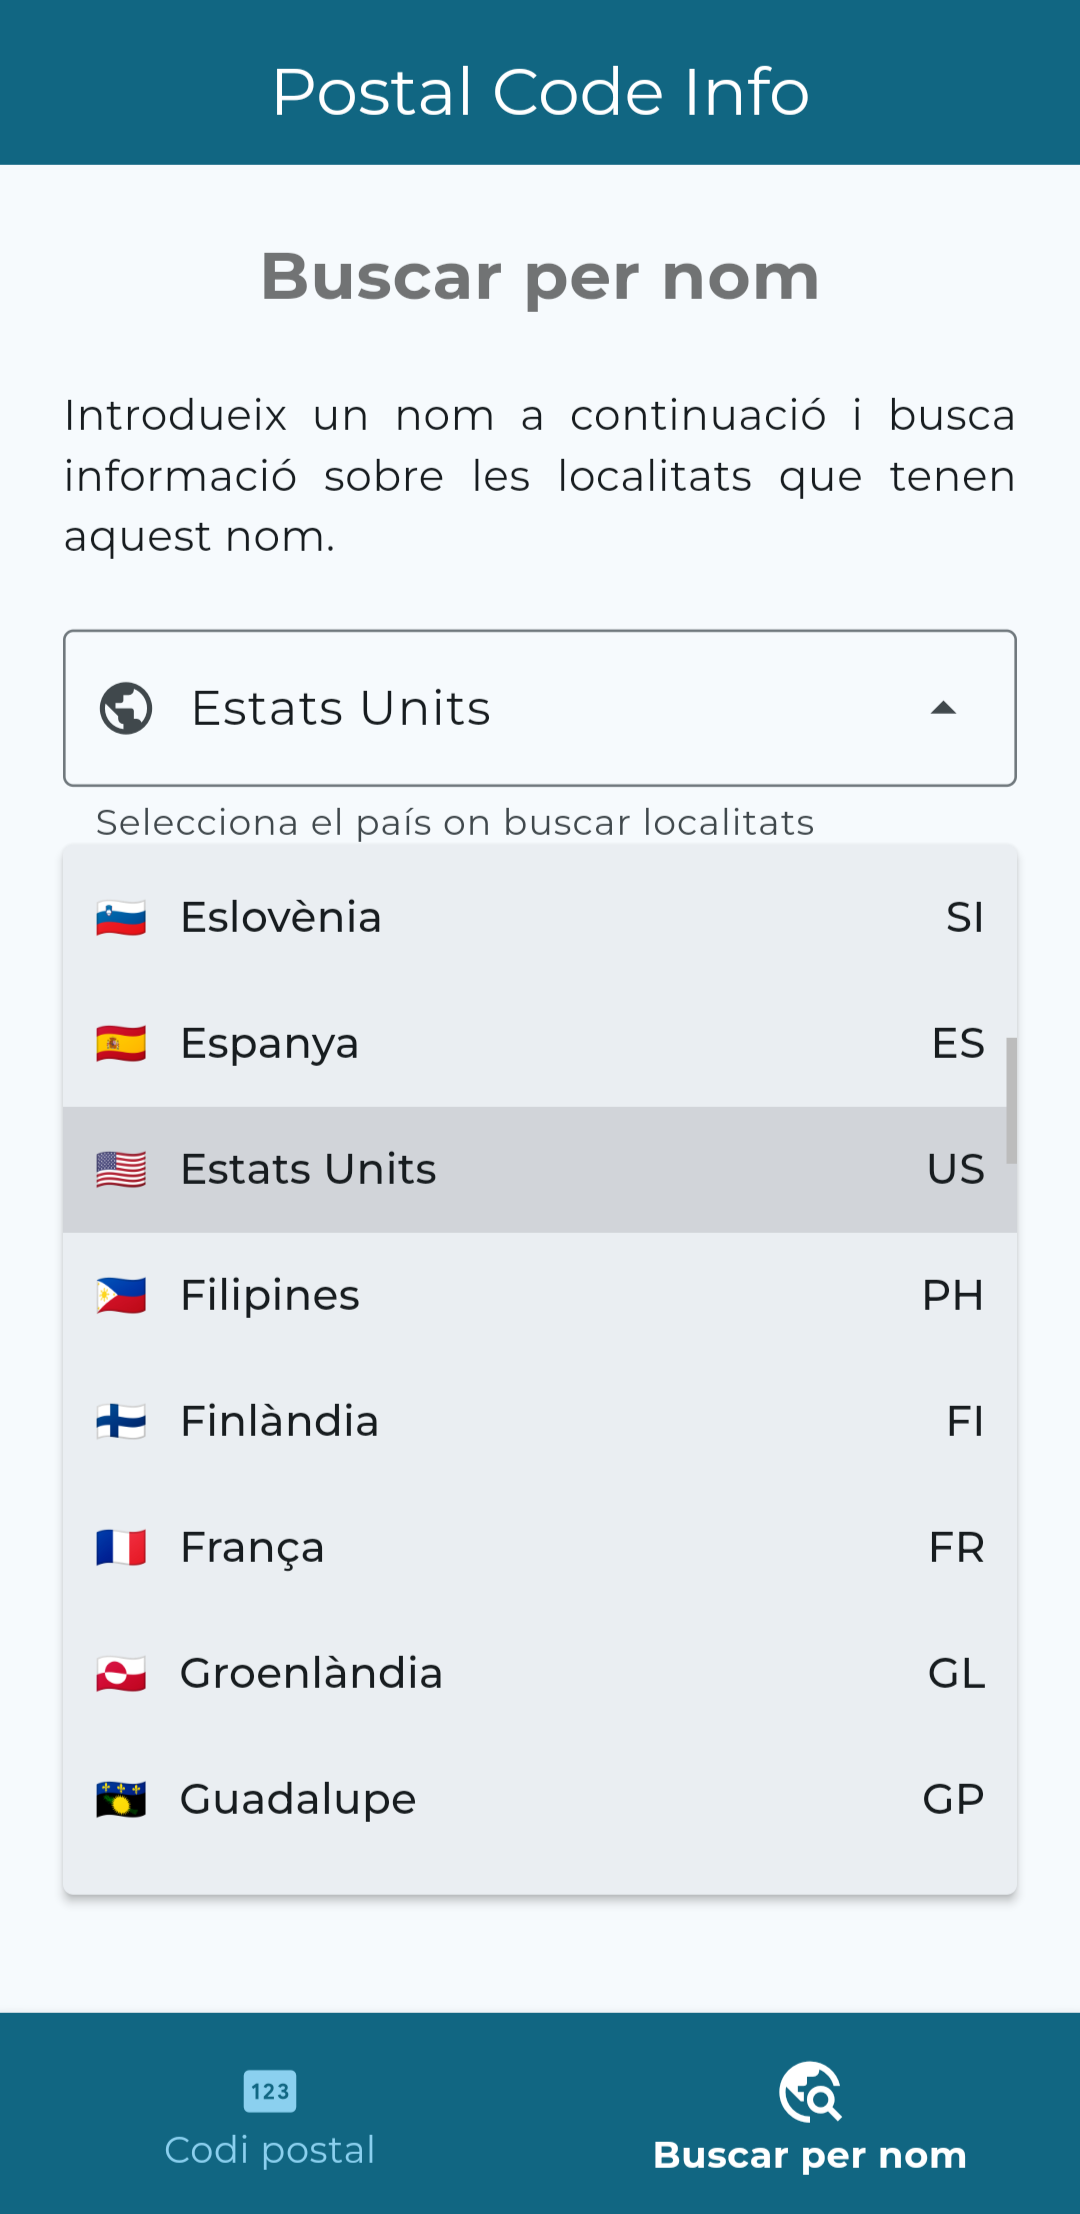 Postal Code Info
Buscar per nom
Introdueix un nom a continuació i busca
informació sobre les localitats que tenen
aquest nom.
Estats Units
Selecciona el país on buscar localitats
Eslovènia SI
Espanya ES
Estats Units US
Filipines PH
Finlàndia FI
França FR
Groenlàndia GL
Guadalupe GP
123
Codi postal
Buscar per nom